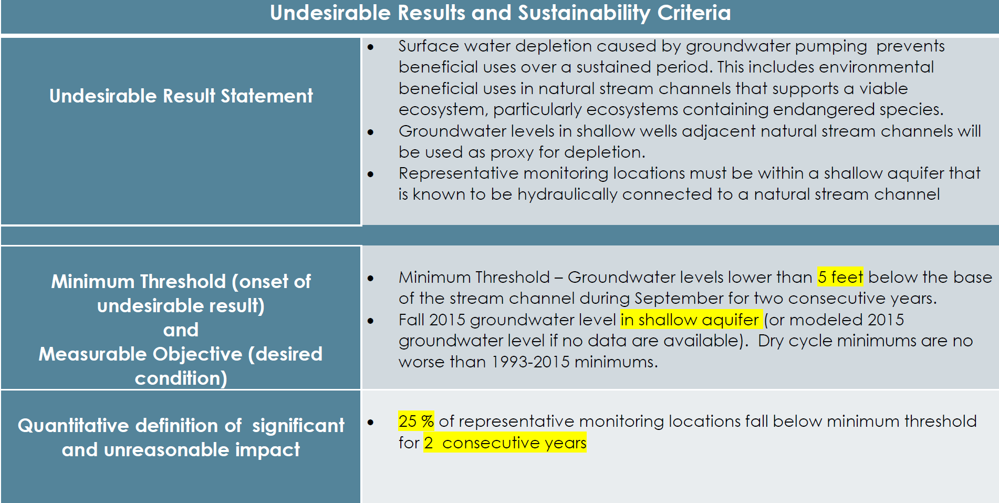 Undesirable Results and Sustainability Criteria
Undesirable Result Statement
• Surface water depletion caused by groundwater pumping  prevents
beneficial uses over a sustained period. This includes environmental
beneficial uses in natural stream channels that supports a viable
ecosystem, particularly ecosystems containing endangered species.
• Groundwater levels in shallow wells adjacent natural stream channels will
be used as proxy for depletion.
• Representative monitoring locations must be within a shallow aquifer that
is known to be hydraulically connected to a natural stream channel
Minimum Threshold (onset of
undesirable result)
and
Measurable Objective (desired
condition)
• Minimum Threshold – Groundwater levels lower than 5 feet below the base
of the stream channel during September for two consecutive years.
• Fall 2015 groundwater level in shallow aquifer (or modeled 2015
groundwater level if no data are available).  Dry cycle minimums are no
worse than 1993-2015 minimums.
Quantitative definition of  significant
and unreasonable impact
• 25 % of representative monitoring locations fall below minimum threshold
for 2  consecutive years